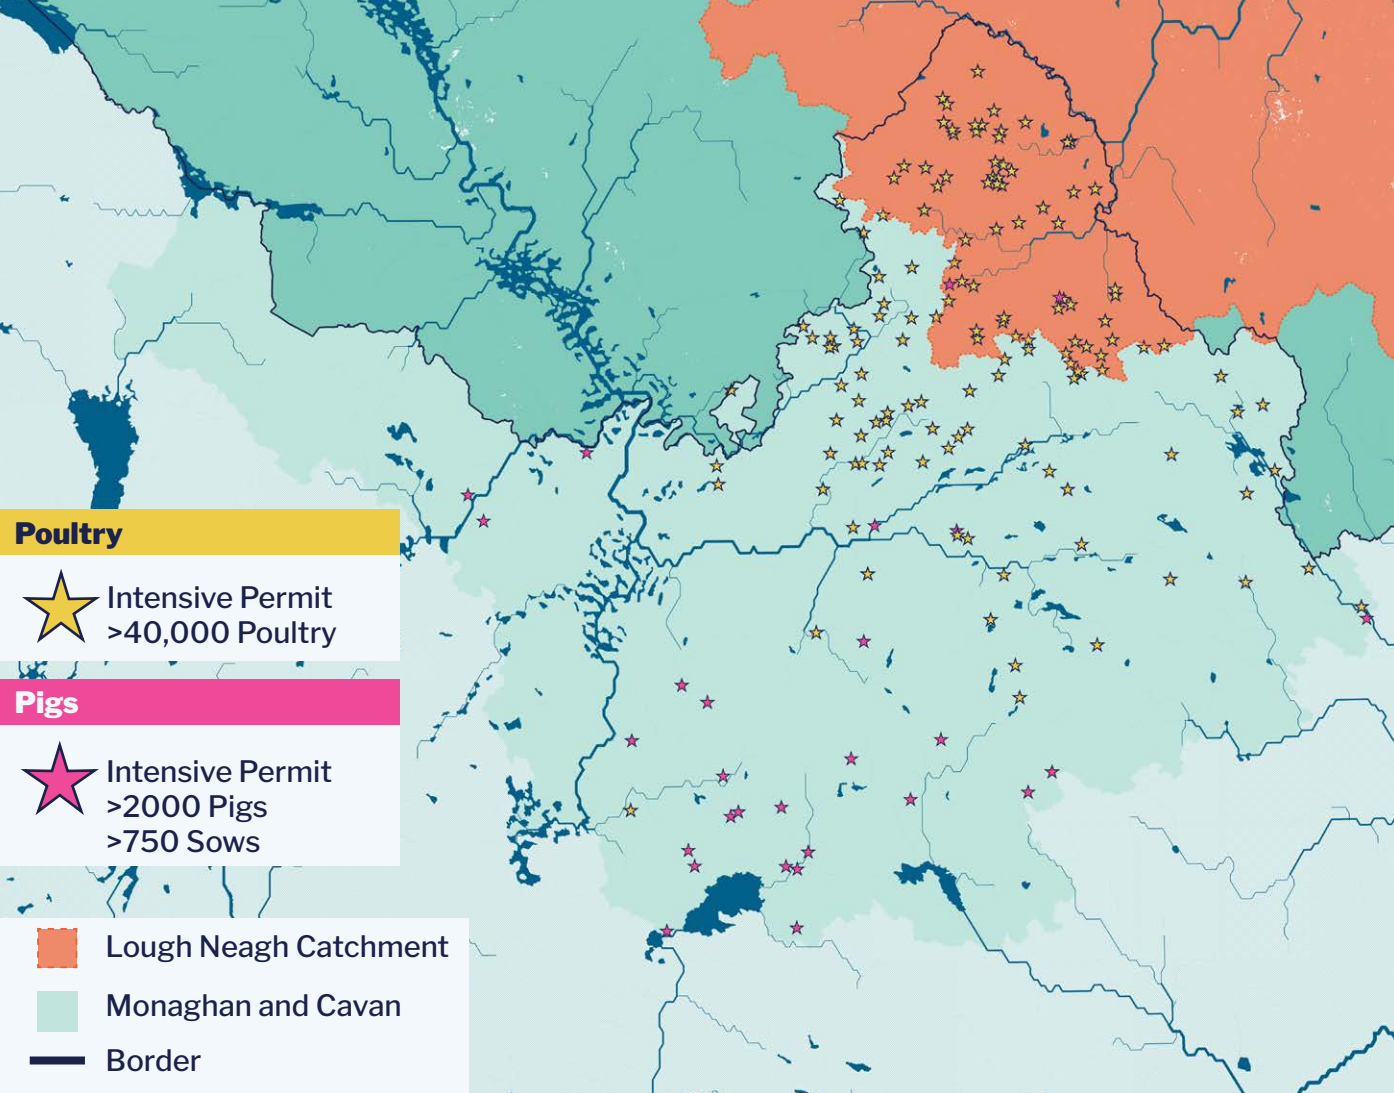 Poultry
Intensive Permit
>40,000 Poultry
Pigs
Intensive Permit
>2000 Pigs
>750 Sows
Lough Neagh Catchment
Monaghan and Cavan
Border